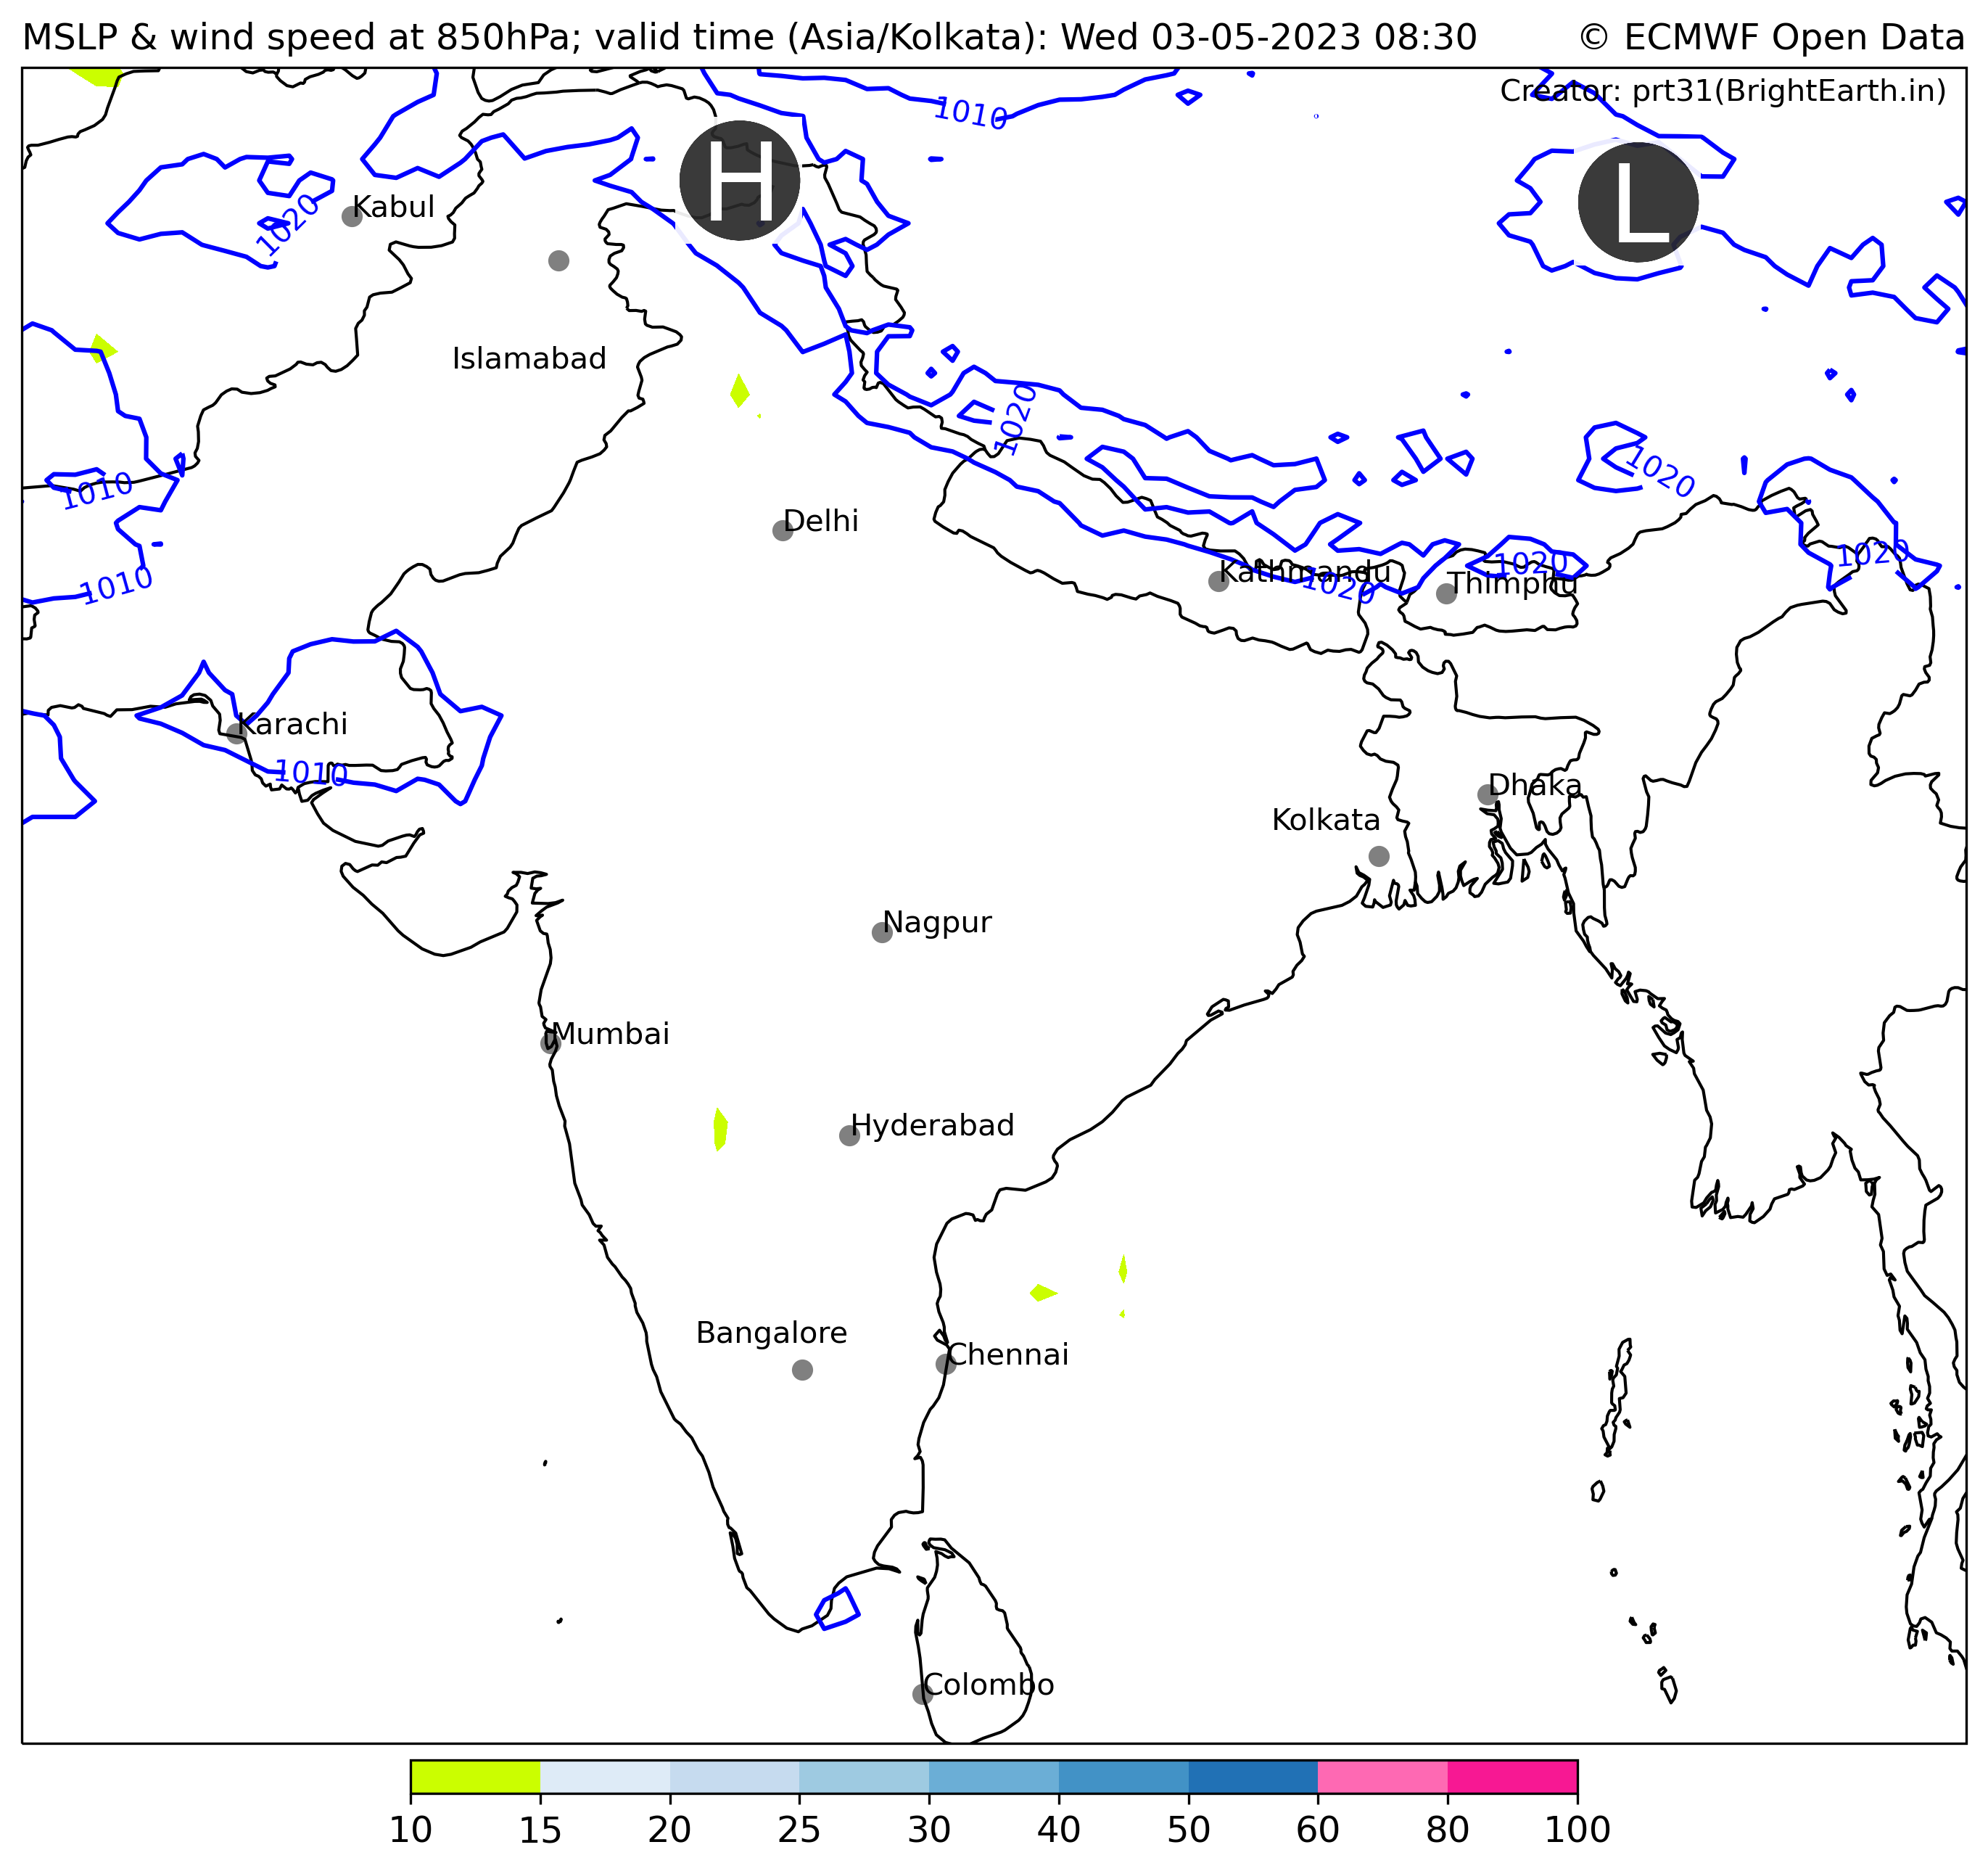 MSLP & wind speed at 850hPa; valid time (Asia/Kolkata): Wed 03-05-2023 08:30 © ECMWF Open Data
Creator: prt31(BrightEarth.in)
1010
H
L
Kabul
1020
Islamabad
1020
1020
1010
Delhi
1020
1020
1010
Kathmandu
1020
Thimphu
Karachi
1010
Dhaka
Kolkata
Nagpur
Mumbai
Hyderabad
Bangalore
Chennai
Colombo
10 15 20 25 30 40 50 60 80 100